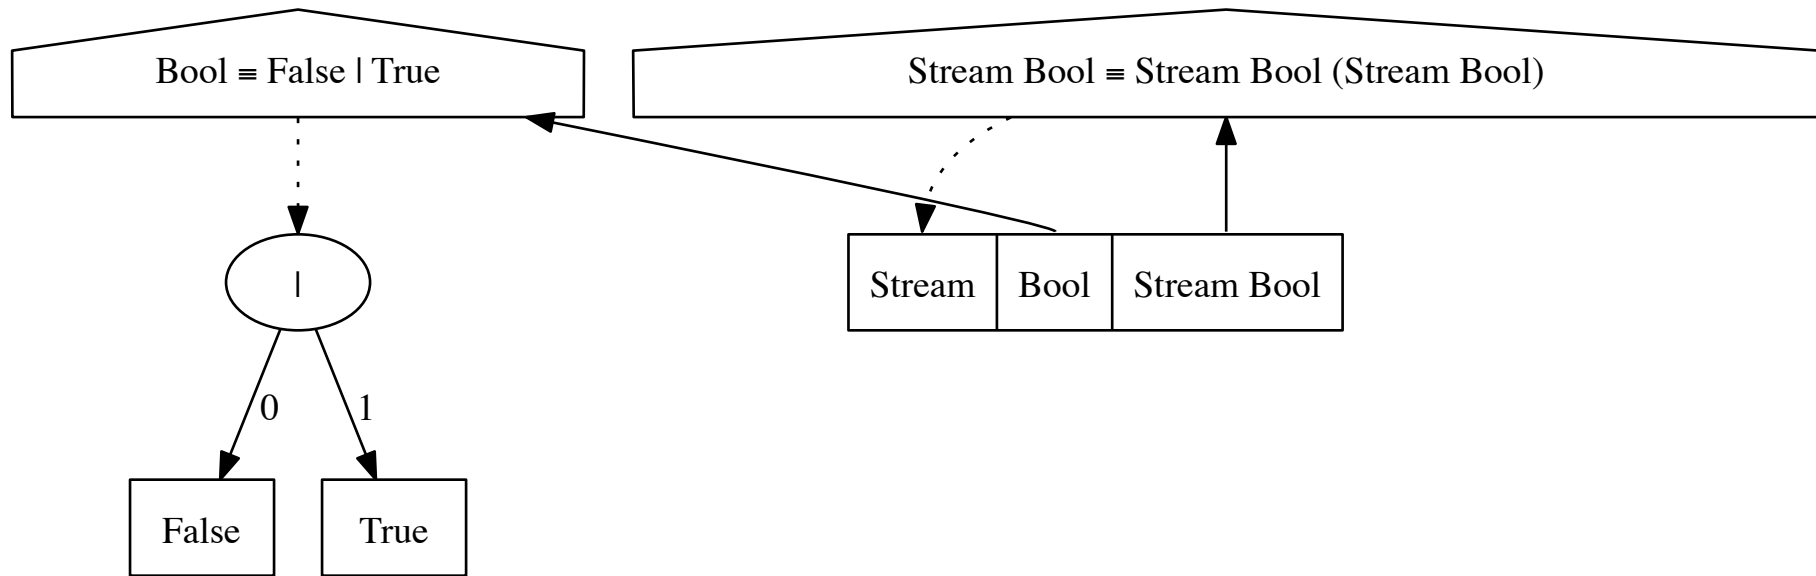 Bool ≡ False | True
Stream Bool ≡ Stream Bool (Stream Bool)
|
Stream Bool Stream Bool
0 1
False True